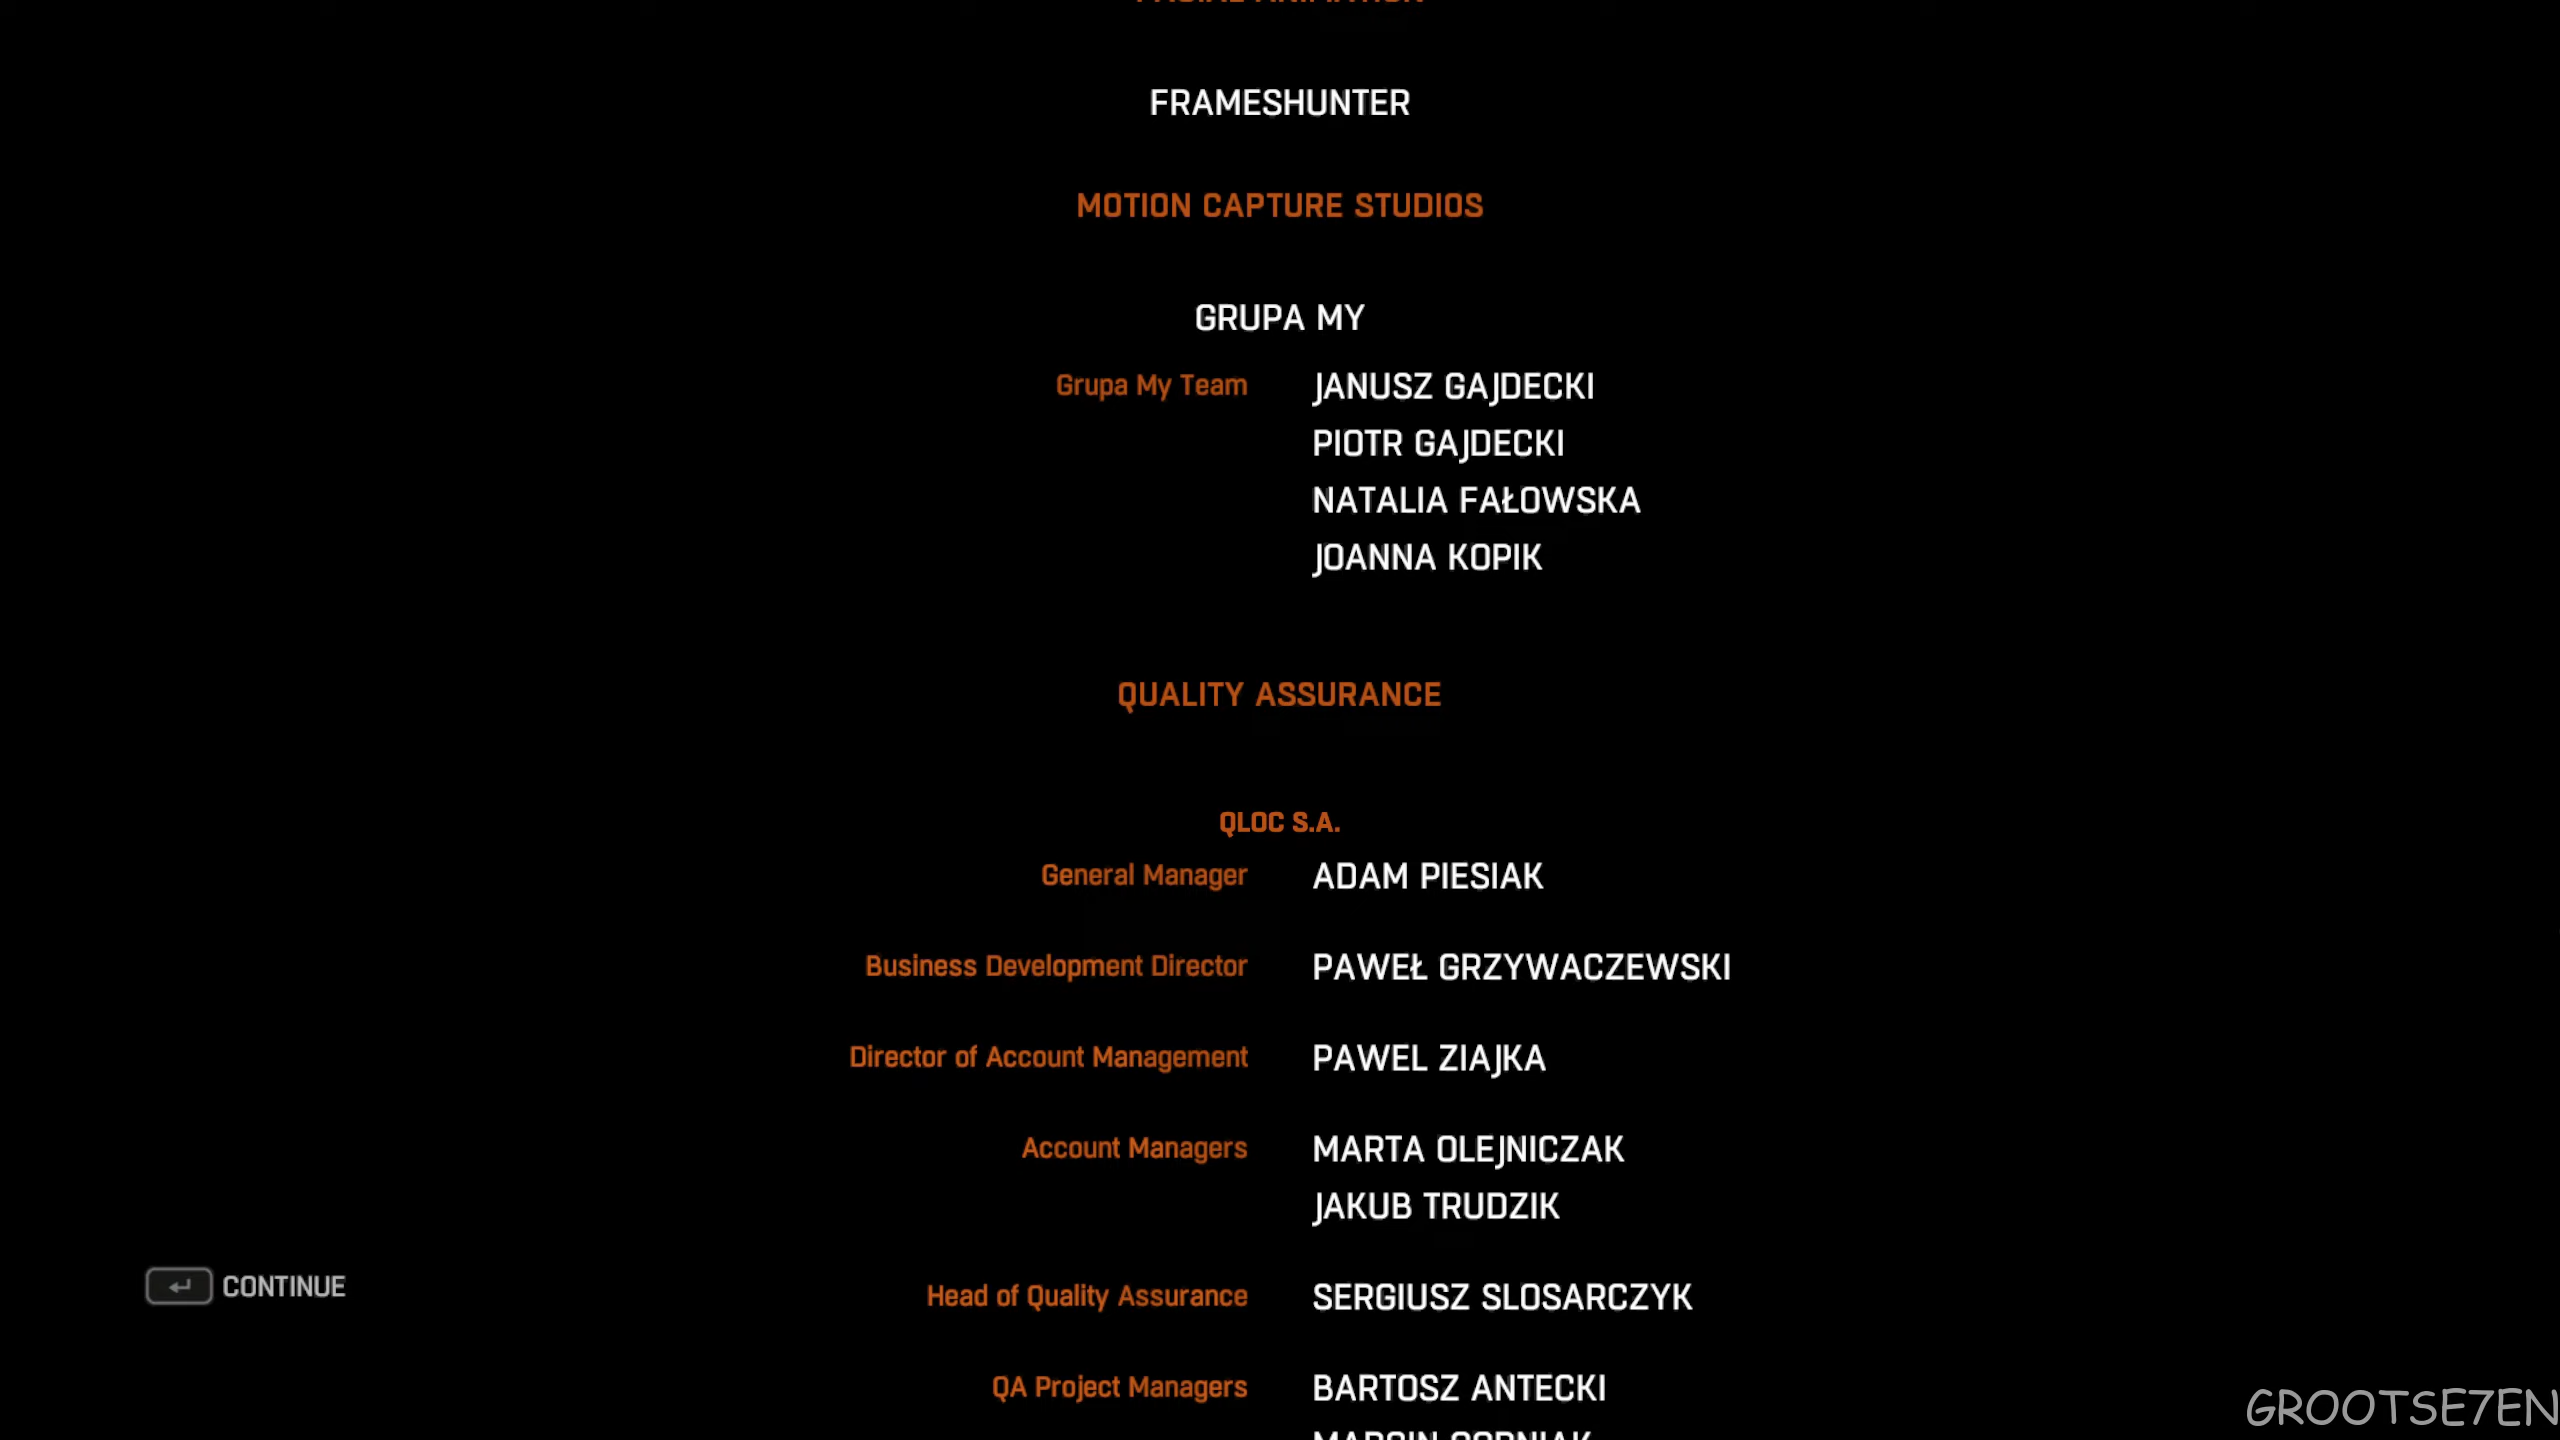 FACIAL ANIMATION
FRAMESHUNTER
MOTION CAPTURE STUDIOS
GRUPA MY
Grupa My Team JANUSZ GAJDECKI
PIOTR GAJDECKI
NATALIA FAŁOWSKA
JOANNA KOPIK
QUALITY ASSURANCE
QLOC S.A.
General Manager ADAM PIESIAK
Business Development Director PAWEŁ GRZYWACZEWSKI
Director of Account Management PAWEL ZIAJKA
Account Managers MARTA OLEJNICZAK
JAKUB TRUDZIK
Head of Quality Assurance SERGIUSZ SLOSARCZYK
QA Project Managers BARTOSZ ANTECKI
CONTINUE
GROOTSE7EN